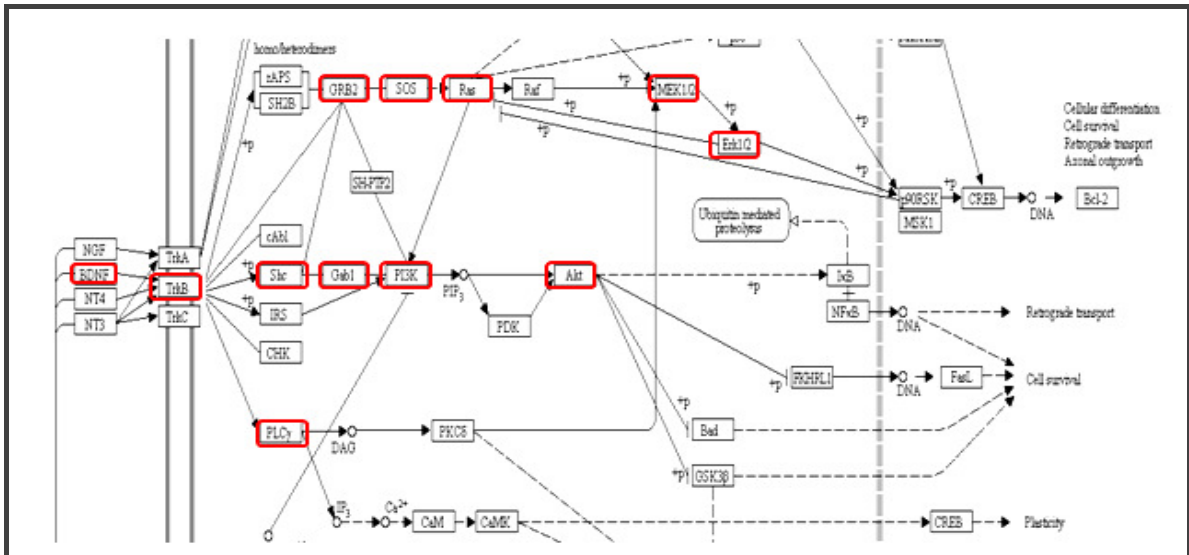 homo/heterodimers
rAPS
SH2B
GRB2
SOS
Ras
Raf
+p
MEK1/2
+p
+p
+p
+p
Erk1/2
+p
+p
+p
Cellular differentiation
Cell survival
Retrograde transport
Axonal outgrowth
SH-PTP2
p90RSK
MSK1
+p
CREB
DNA
Bcl-2
Ubiquitin mediated
proteolysis
NGF
BDNF
NT4
NT3
TrkA
TrkB
TrkC
cAbl
+p
Shc
Gab1
PI3K
PIP3
Akt
+p
IκB
+p
IRS
PDK
NFκB
DNA
Retrograde transport
CHK
+p
FKHRL1
DNA
FasL
Cell survival
PLCγ
DAG
PKCδ
+p
Bad
+p
GSK3β
IP3
Ca2+
CaM
CaMK
CREB
Plasticity